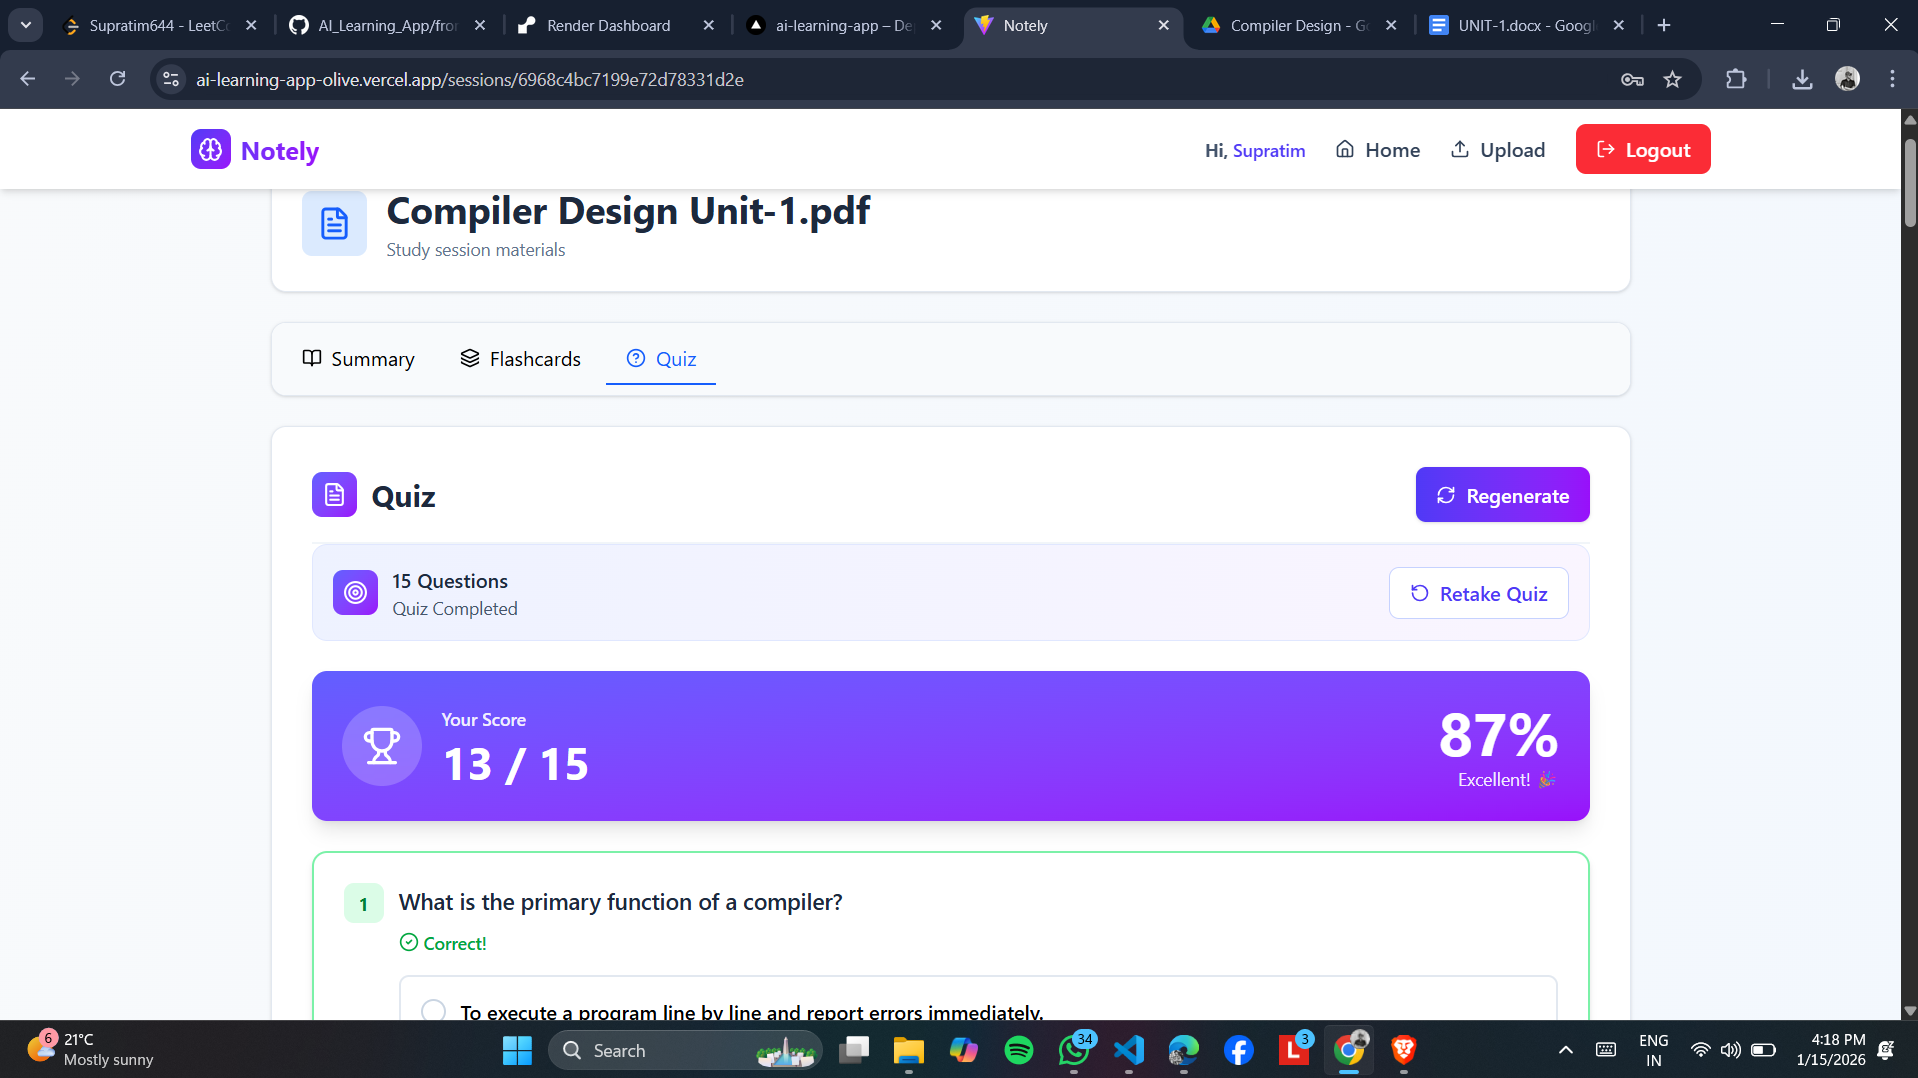 Supratim644 - LeetCo
AI_Learning_App/fron
Render Dashboard
ai-learning-app – De
Notely
Compiler Design - Go
UNIT-1.docx - Google
ai-learning-app-olive.vercel.app/sessions/6968c4bc7199e72d78331d2e
Notely
Hi, Supratim
Home
Upload
Logout
Compiler Design Unit-1.pdf
Study session materials
Summary
Flashcards
Quiz
Quiz
Regenerate
15 Questions
Quiz Completed
Retake Quiz
Your Score
13 / 15
87%
Excellent! 🎉
1
What is the primary function of a compiler?
Correct!
To execute a program line by line and report errors immediately.
6
21°C
Mostly sunny
Search
34
L
3
ENG
IN
4:18 PM
1/15/2026